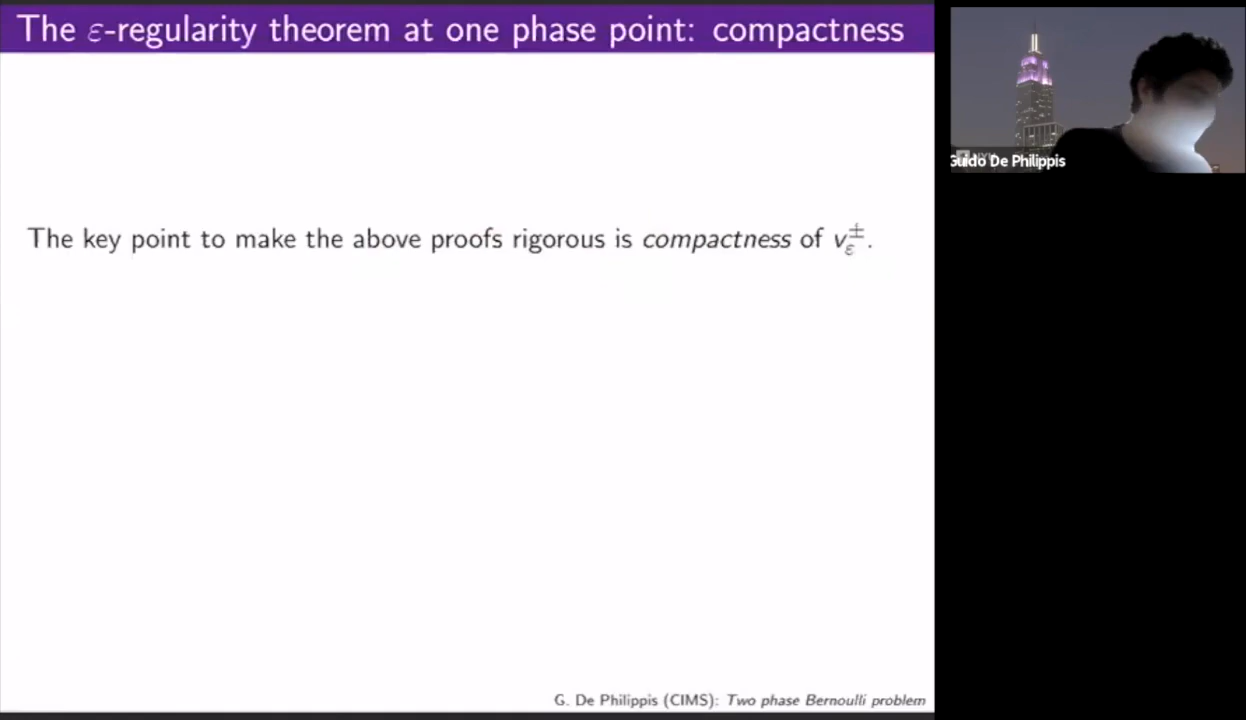 The ε-regularity theorem at one phase point: compactness
The key point to make the above proofs rigorous is compactness of v_ε^±.
G. De Philippis (CIMS): Two phase Bernoulli problem
Guido De Philippis